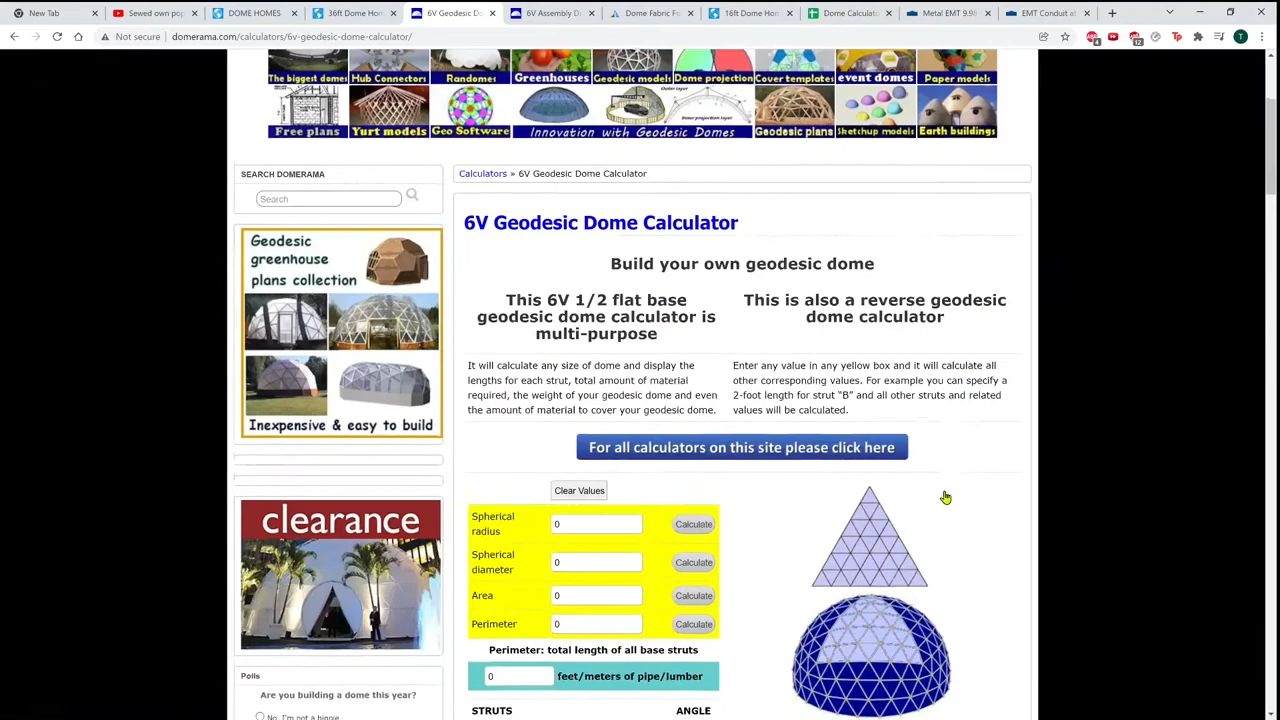 New Tab
Sewed own pop
DOME HOMES
36ft Dome Hom
6V Geodesic Do
6V Assembly Di
Dome Fabric Fo
16ft Dome Hom
Dome Calculator
Metal EMT 9.98
EMT Conduit at
Not secure
domerama.com/calculators/6v-geodesic-dome-calculator/
4
12
T
The biggest domes
Hub Connectors
Randomes
Greenhouses
Geodesic models
Dome projection
Cover templates
event domes
Paper models
Free plans
Yurt models
Geo Software
Innovation with Geodesic Domes
Geodesic plans
Sketchup models
Earth buildings
SEARCH DOMERAMA
Search
Geodesic
greenhouse
plans collection
Inexpensive & easy to build
clearance
Polls
Are you building a dome this year?
No, I'm not a hippie
Calculators » 6V Geodesic Dome Calculator
6V Geodesic Dome Calculator
Build your own geodesic dome
This 6V 1/2 flat base
geodesic dome calculator is
multi-purpose
It will calculate any size of dome and display the
lengths for each strut, total amount of material
required, the weight of your geodesic dome and even
the amount of material to cover your geodesic dome.
This is also a reverse geodesic
dome calculator
Enter any value in any yellow box and it will calculate all
other corresponding values. For example you can specify a
2-foot length for strut “B” and all other struts and related
values will be calculated.
For all calculators on this site please click here
Clear Values
Spherical
radius
0
Calculate
Spherical
diameter
0
Calculate
Area
0
Calculate
Perimeter
0
Calculate
Perimeter: total length of all base struts
0
feet/meters of pipe/lumber
STRUTS
ANGLE